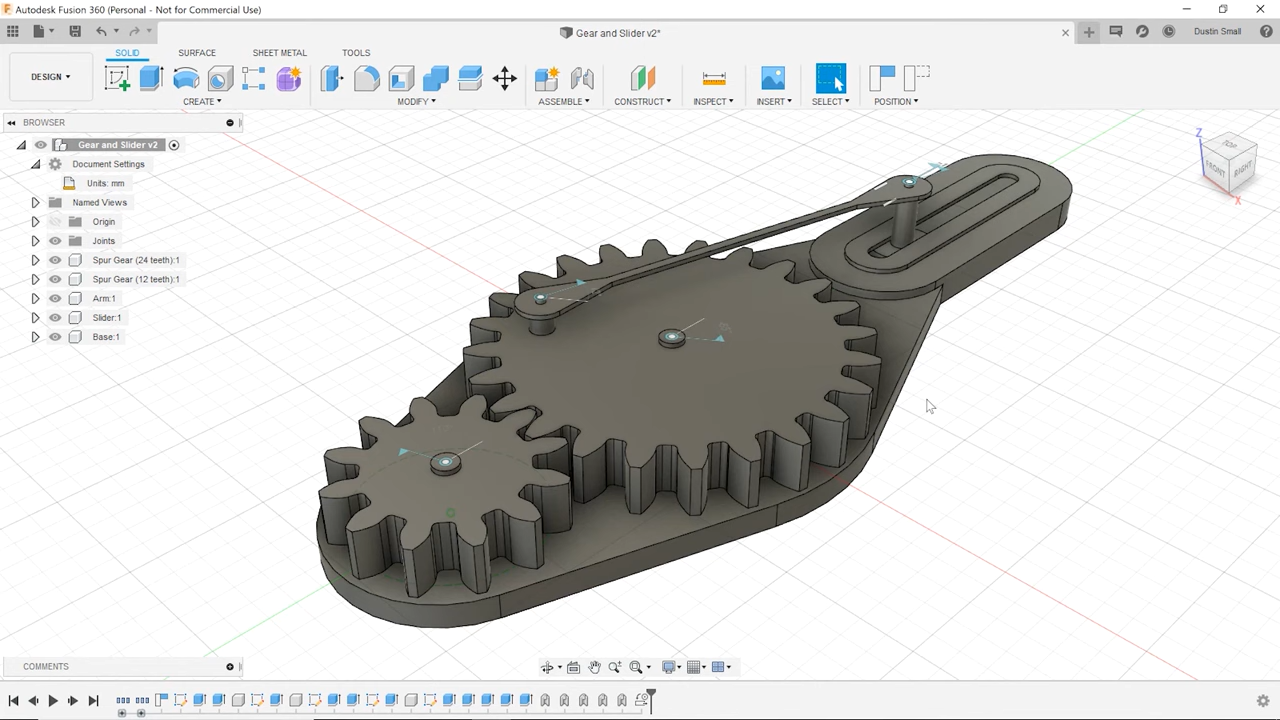 Autodesk Fusion 360 (Personal - Not for Commercial Use)
Gear and Slider v2*
Dustin Small
SOLID SURFACE SHEET METAL TOOLS
DESIGN
CREATE MODIFY ASSEMBLE CONSTRUCT INSPECT INSERT SELECT POSITION
BROWSER
Gear and Slider v2
Document Settings
Units: mm
Named Views
Origin
Joints
Spur Gear (24 teeth):1
Spur Gear (12 teeth):1
Arm:1
Slider:1
Base:1
Z
TOP
FRONT
RIGHT
X
COMMENTS